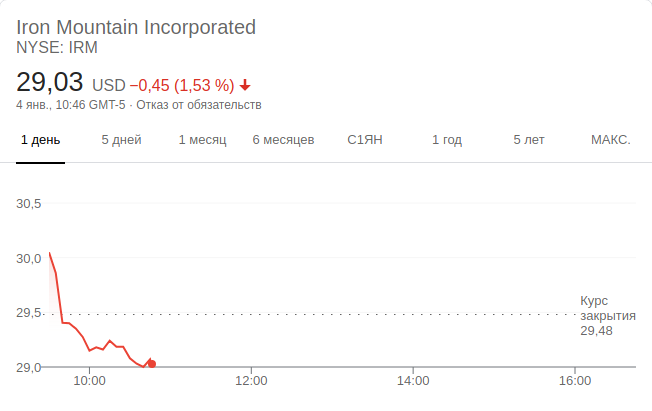 Iron Mountain Incorporated
NYSE: IRM
29,03 USD −0,45 (1,53 %)
4 янв., 10:46 GMT-5 · Отказ от обязательств
1 день 5 дней 1 месяц 6 месяцев С1ЯН 1 год 5 лет МАКС.
30,5
30,0
29,5
29,0
Курс
закрытия
29,48
10:00 12:00 14:00 16:00